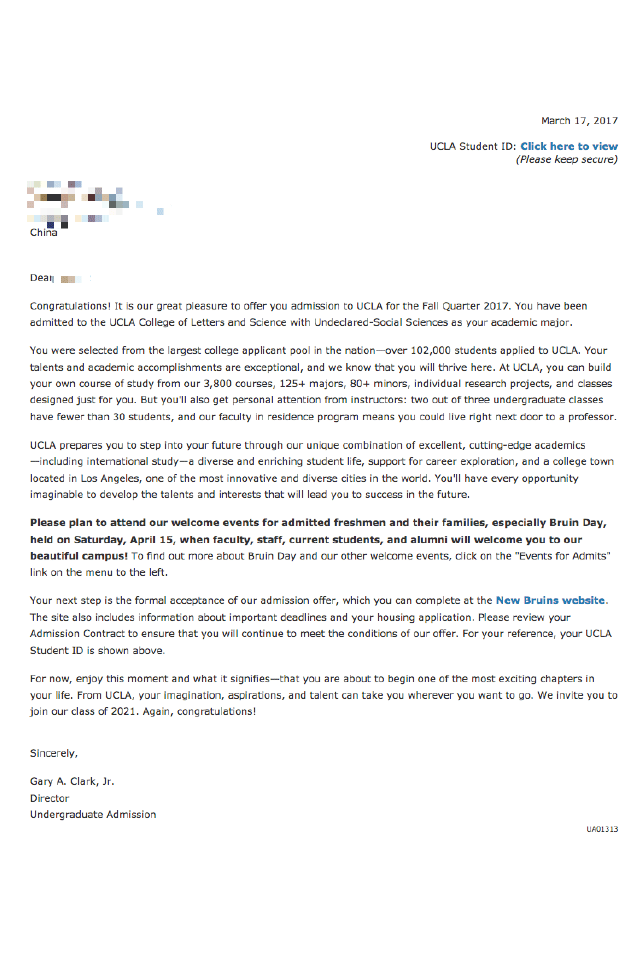 March 17, 2017
UCLA Student ID: Click here to view
(Please keep secure)
China
Dear
Congratulations! It is our great pleasure to offer you admission to UCLA for the Fall Quarter 2017. You have been
admitted to the UCLA College of Letters and Science with Undeclared-Social Sciences as your academic major.
You were selected from the largest college applicant pool in the nation—over 102,000 students applied to UCLA. Your
talents and academic accomplishments are exceptional, and we know that you will thrive here. At UCLA, you can build
your own course of study from our 3,800 courses, 125+ majors, 80+ minors, individual research projects, and classes
designed just for you. But you'll also get personal attention from instructors: two out of three undergraduate classes
have fewer than 30 students, and our faculty in residence program means you could live right next door to a professor.
UCLA prepares you to step into your future through our unique combination of excellent, cutting-edge academics
—including international study—a diverse and enriching student life, support for career exploration, and a college town
located in Los Angeles, one of the most innovative and diverse cities in the world. You'll have every opportunity
imaginable to develop the talents and interests that will lead you to success in the future.
Please plan to attend our welcome events for admitted freshmen and their families, especially Bruin Day,
held on Saturday, April 15, when faculty, staff, current students, and alumni will welcome you to our
beautiful campus! To find out more about Bruin Day and our other welcome events, click on the "Events for Admits"
link on the menu to the left.
Your next step is the formal acceptance of our admission offer, which you can complete at the New Bruins website.
The site also includes information about important deadlines and your housing application. Please review your
Admission Contract to ensure that you will continue to meet the conditions of our offer. For your reference, your UCLA
Student ID is shown above.
For now, enjoy this moment and what it signifies—that you are about to begin one of the most exciting chapters in
your life. From UCLA, your imagination, aspirations, and talent can take you wherever you want to go. We invite you to
join our class of 2021. Again, congratulations!
Sincerely,
Gary A. Clark, Jr.
Director
Undergraduate Admission
UA01313